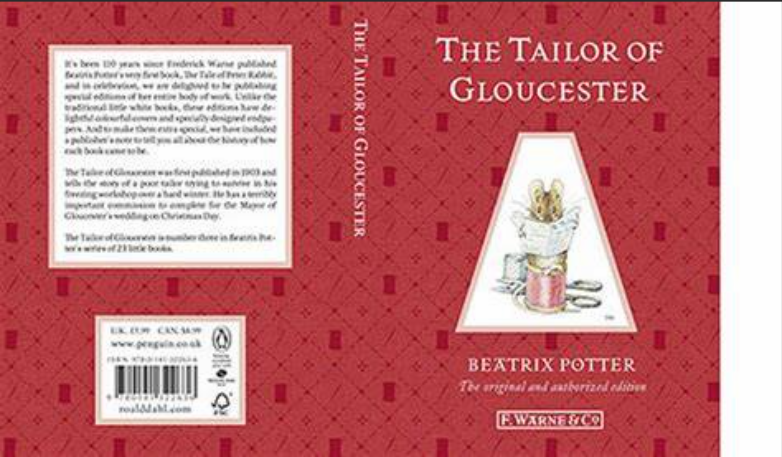 It's been 110 years since Frederick Warne published
Beatrix Potter's very first book, The Tale of Peter Rabbit,
and in celebration, we are delighted to be publishing
special editions of her entire body of work. Unlike the
traditional little white books, these editions have de-
lightful colourful covers and specially designed endpa-
pers. And to make them extra special, we have included
a publisher's note to tell you all about the history of how
each book came to be.
The Tailor of Gloucester was first published in 1903 and
tells the story of a poor tailor trying to survive in his
freezing workshop over a hard winter. He has a terribly
important commission to complete for the Mayor of
Gloucester's wedding on Christmas Day.
The Tailor of Gloucester is number three in Beatrix Pot-
ter's series of 23 little books.
U.K. CAN.
www.penguin.co.uk
ISBN
roalddahl.com
FSC
THE TAILOR OF GLOUCESTER
THE TAILOR OF
GLOUCESTER
BEATRIX POTTER
The original and authorized edition
F. WARNE & Co